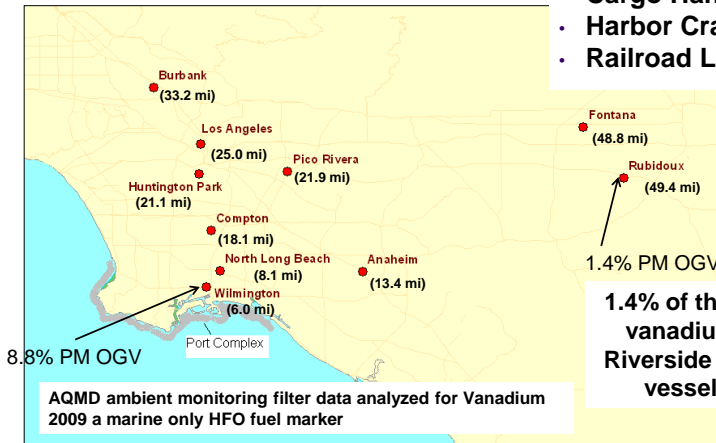 • Harbor Cra
• Railroad L
Burbank
(33.2 mi)
Los Angeles
(25.0 mi)
Pico Rivera
(21.9 mi)
Huntington Park
(21.1 mi)
Compton
(18.1 mi)
North Long Beach
(8.1 mi)
Wilmington
(6.0 mi)
Anaheim
(13.4 mi)
Fontana
(48.8 mi)
Rubidoux
(49.4 mi)
Port Complex
8.8% PM OGV
1.4% PM OGV
1.4% of th
vanadiu
Riverside
vessel
AQMD ambient monitoring filter data analyzed for Vanadium
2009 a marine only HFO fuel marker